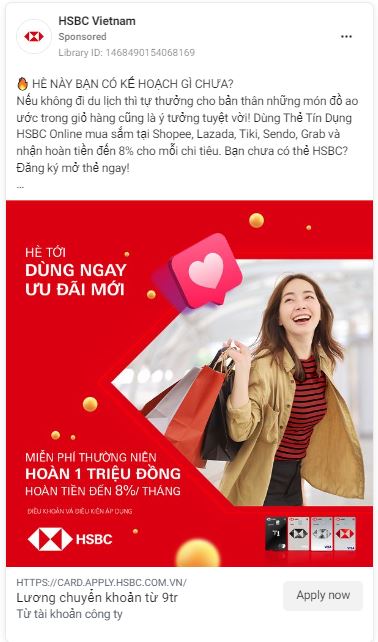 HSBC Vietnam
Sponsored
Library ID: 1468490154068169
🔥 HÈ NÀY BẠN CÓ KẾ HOẠCH GÌ CHƯA?
Nếu không đi du lịch thì tự thưởng cho bản thân những món đồ ao
ước trong giỏ hàng cũng là ý tưởng tuyệt vời! Dùng Thẻ Tín Dụng
HSBC Online mua sắm tại Shopee, Lazada, Tiki, Sendo, Grab và
nhận hoàn tiền đến 8% cho mỗi chi tiêu. Bạn chưa có thẻ HSBC?
Đăng ký mở thẻ ngay!
...
HÈ TỚI
DÙNG NGAY
ƯU ĐÃI MỚI
MIỄN PHÍ THƯỜNG NIÊN
HOÀN 1 TRIỆU ĐỒNG
HOÀN TIỀN ĐẾN 8%/ THÁNG
ĐIỀU KHOẢN VÀ ĐIỀU KIỆN ÁP DỤNG
HSBC
HTTPS://CARD.APPLY.HSBC.COM.VN/
Lương chuyển khoản từ 9tr
Từ tài khoản công ty
Apply now